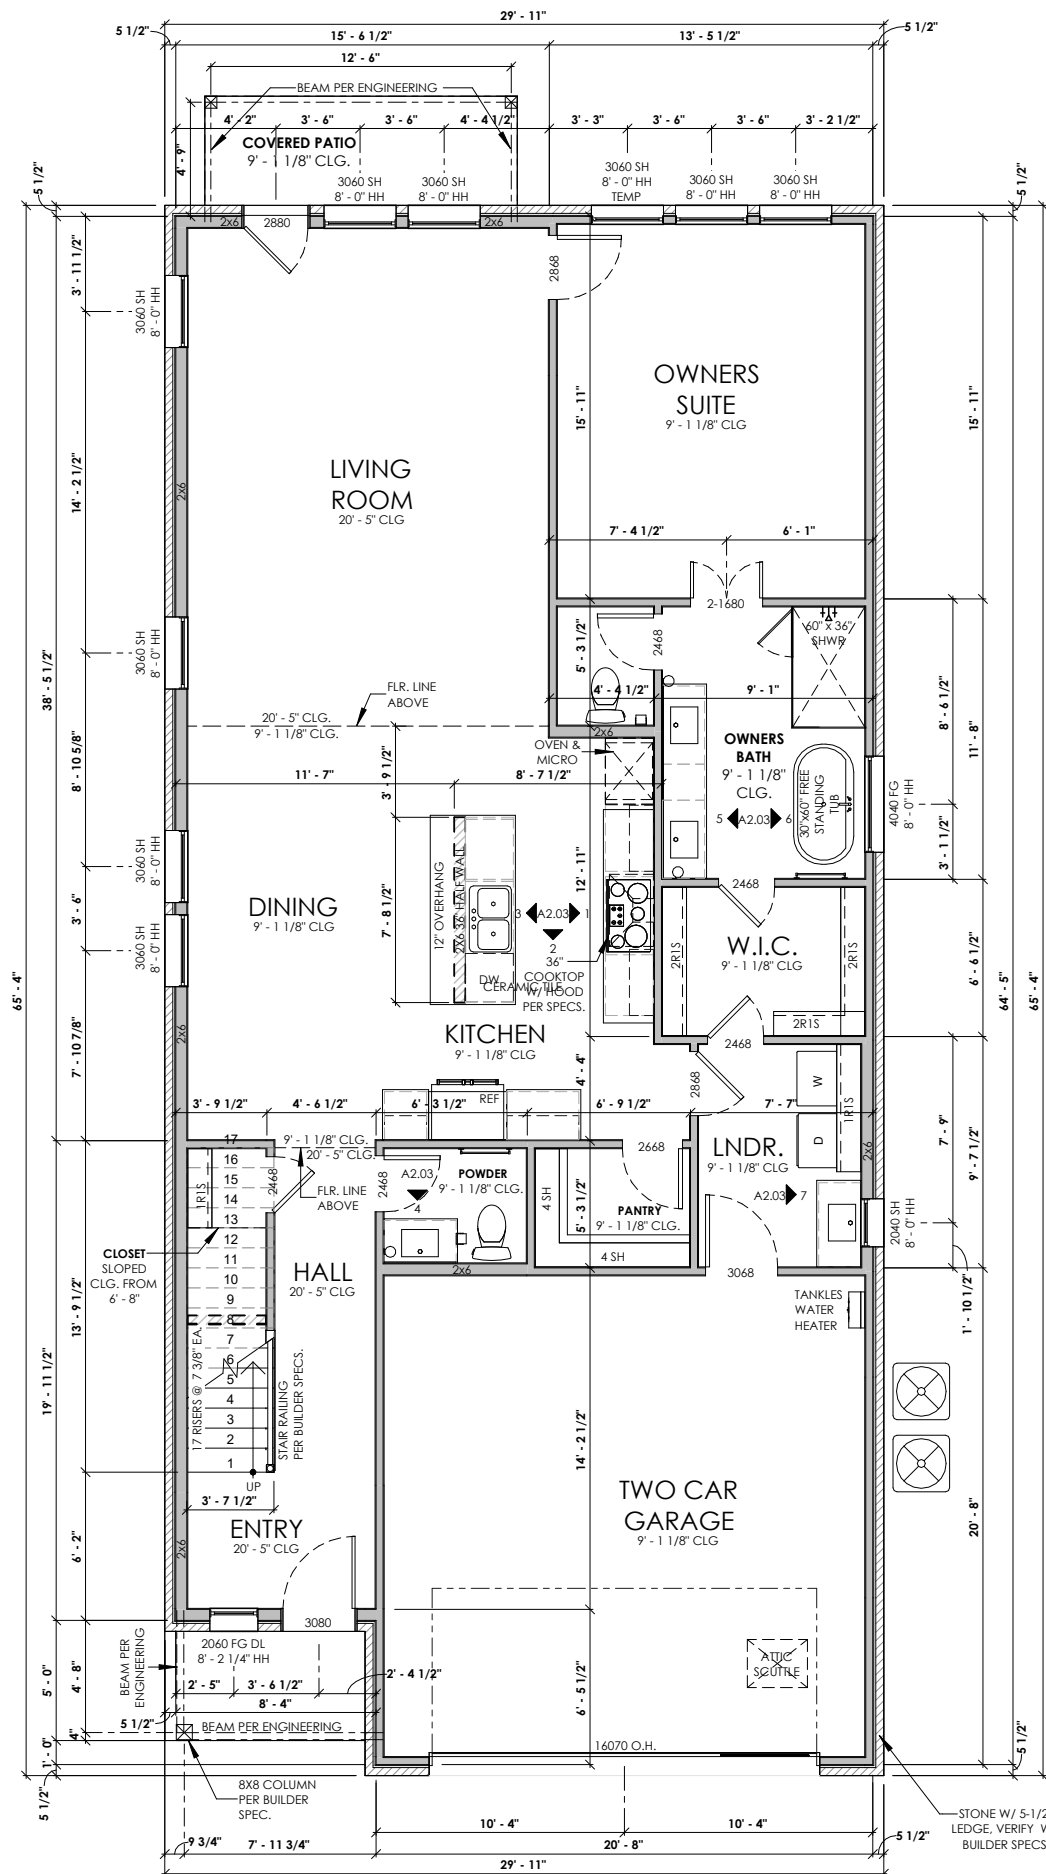 29' - 11"
5 1/2"
15' - 6 1/2"
13' - 5 1/2"
5 1/2"
12' - 6"
BEAM PER ENGINEERING
4' - 2"
3' - 6"
3' - 6"
4' - 4 1/2"
3' - 3"
3' - 6"
3' - 6"
3' - 2 1/2"
COVERED PATIO
9' - 1 1/8" CLG.
4' - 9"
3060 SH
8' - 0" HH
3060 SH
8' - 0" HH
3060 SH
8' - 0" HH
TEMP
3060 SH
8' - 0" HH
3060 SH
8' - 0" HH
5 1/2"
5 1/2"
2x6
2880
2x6
2868
3' - 11 1/2"
3060 SH
8' - 0" HH
OWNERS
SUITE
9' - 1 1/8" CLG
15' - 11"
15' - 11"
LIVING
ROOM
20' - 5" CLG
2x6
14' - 2 1/2"
7' - 4 1/2"
6' - 1"
2-1680
60" x 36"
SHWR
2468
5' - 3 1/2"
3060 SH
8' - 0" HH
38' - 5 1/2"
FLR. LINE
ABOVE
4' - 4 1/2"
9' - 1"
8' - 6 1/2"
11' - 8"
20' - 5" CLG.
9' - 1 1/8" CLG.
2x6
OVEN &
MICRO
OWNERS
BATH
9' - 1 1/8"
CLG.
8' - 10 5/8"
11' - 7"
3' - 9 1/2"
8' - 7 1/2"
30"x60" FREE
STANDING
TUB
4040 FG
8' - 0" HH
5 A2.03 6
3' - 1 1/2"
3060 SH
8' - 0" HH
12' - 11"
2468
DINING
9' - 1 1/8" CLG
3' - 6"
7' - 8 1/2"
12" OVERHANG
2X6 36" HALF WALL
3 A2.03 1
2
36"
COOKTOP
W/ HOOD
PER SPECS.
DW
CERAMIC TILE
3060 SH
8' - 0" HH
2R1S
W.I.C.
9' - 1 1/8" CLG
2R1S
2R1S
6' - 6 1/2"
65' - 4"
64' - 5"
65' - 4"
2x6
7' - 10 7/8"
KITCHEN
9' - 1 1/8" CLG
4' - 4"
2468
2868
W
1R1S
D
REF
3' - 9 1/2"
4' - 6 1/2"
6' - 3 1/2"
6' - 9 1/2"
7' - 7"
7' - 9"
9' - 7 1/2"
2x6
LNDR.
9' - 1 1/8" CLG
17
16
15
14
13
12
11
10
9
8
7
6
5
4
3
2
1
9' - 1 1/8" CLG.
20' - 5" CLG.
2668
1R1S
2468
FLR. LINE
ABOVE
2468
A2.03
4
POWDER
9' - 1 1/8" CLG.
4 SH
5' - 3 1/2"
PANTRY
9' - 1 1/8" CLG.
4 SH
A2.03 7
2040 SH
8' - 0" HH
CLOSET
SLOPED
CLG. FROM
6' - 8"
HALL
20' - 5" CLG
2x6
3068
TANKLES
WATER
HEATER
1' - 10 1/2"
13' - 9 1/2"
19' - 11 1/2"
17 RISERS @ 7 3/8" EA.
STAIR RAILING
PER BUILDER SPECS.
UP
3' - 7 1/2"
14' - 2 1/2"
TWO CAR
GARAGE
9' - 1 1/8" CLG
20' - 8"
ENTRY
20' - 5" CLG
2x6
6' - 2"
3080
2060 FG DL
8' - 2 1/4" HH
BEAM PER
ENGINEERING
2' - 5"
3' - 6 1/2"
2' - 4 1/2"
8' - 4"
5' - 0"
4' - 8"
ATTIC
SCUTTLE
6' - 5 1/2"
5 1/2"
BEAM PER ENGINEERING
4"
1' - 0"
5 1/2"
16070 O.H.
5 1/2"
8X8 COLUMN
PER BUILDER
SPEC.
STONE W/ 5-1/2
LEDGE, VERIFY W
BUILDER SPECS
10' - 4"
10' - 4"
9 3/4"
7' - 11 3/4"
20' - 8"
5 1/2"
29' - 11"